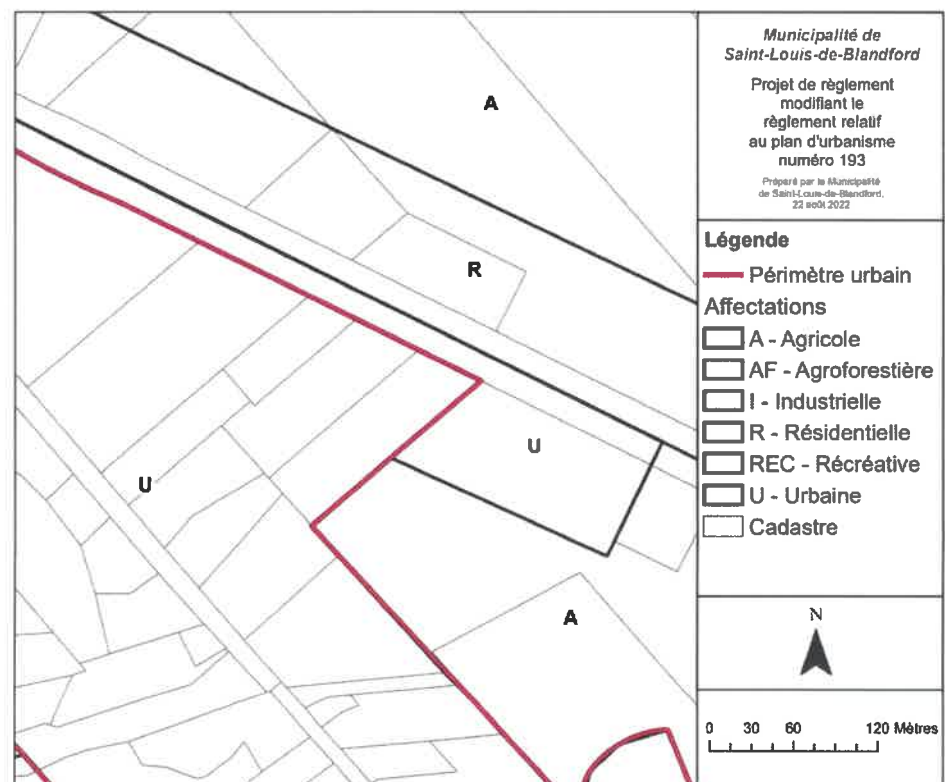 Municipalité de
Saint-Louis-de-Blandford
Projet de règlement
modifiant le
règlement relatif
au plan d'urbanisme
numéro 193
Préparé par la Municipalité
de Saint-Louis-de-Blandford,
22 août 2022
Légende
Périmètre urbain
Affectations
A - Agricole
AF - Agroforestière
I - Industrielle
R - Résidentielle
REC - Récréative
U - Urbaine
Cadastre
N
0 30 60 120 Mètres
A
R
U
U
A